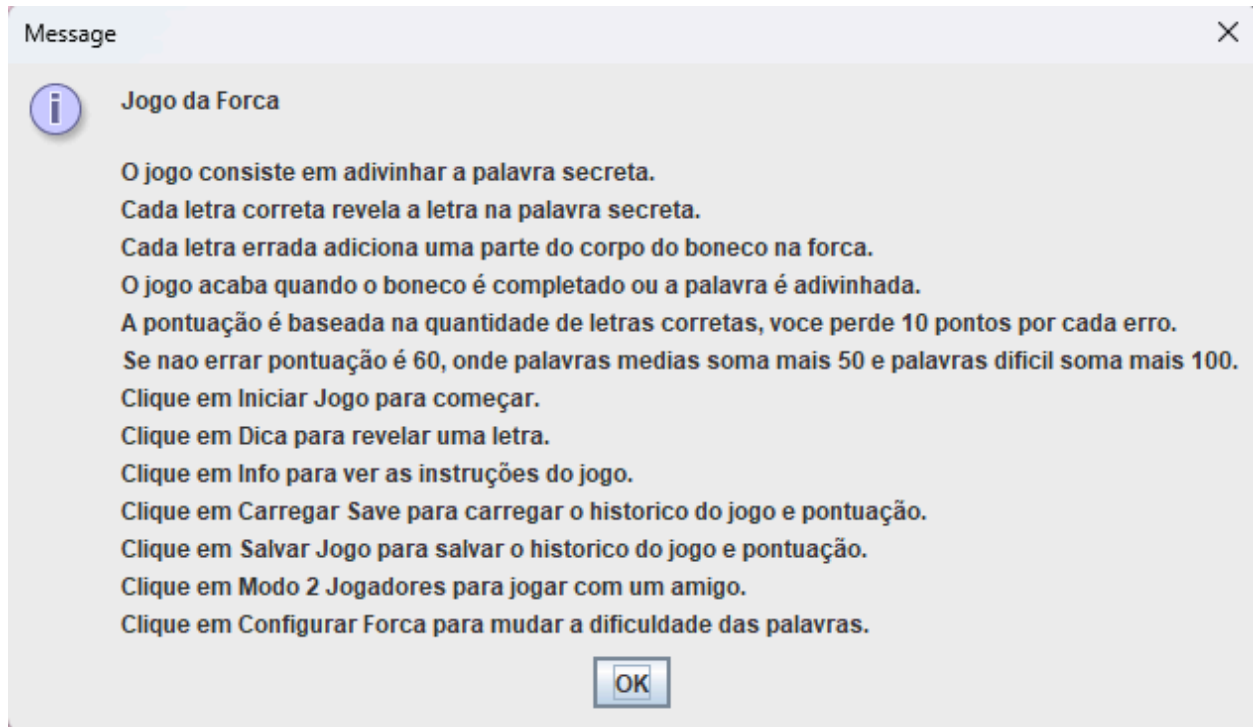 Message
Jogo da Forca
O jogo consiste em adivinhar a palavra secreta.
Cada letra correta revela a letra na palavra secreta.
Cada letra errada adiciona uma parte do corpo do boneco na forca.
O jogo acaba quando o boneco é completado ou a palavra é adivinhada.
A pontuação é baseada na quantidade de letras corretas, voce perde 10 pontos por cada erro.
Se nao errar pontuação é 60, onde palavras medias soma mais 50 e palavras dificil soma mais 100.
Clique em Iniciar Jogo para começar.
Clique em Dica para revelar uma letra.
Clique em Info para ver as instruções do jogo.
Clique em Carregar Save para carregar o historico do jogo e pontuação.
Clique em Salvar Jogo para salvar o historico do jogo e pontuação.
Clique em Modo 2 Jogadores para jogar com um amigo.
Clique em Configurar Forca para mudar a dificuldade das palavras.
OK